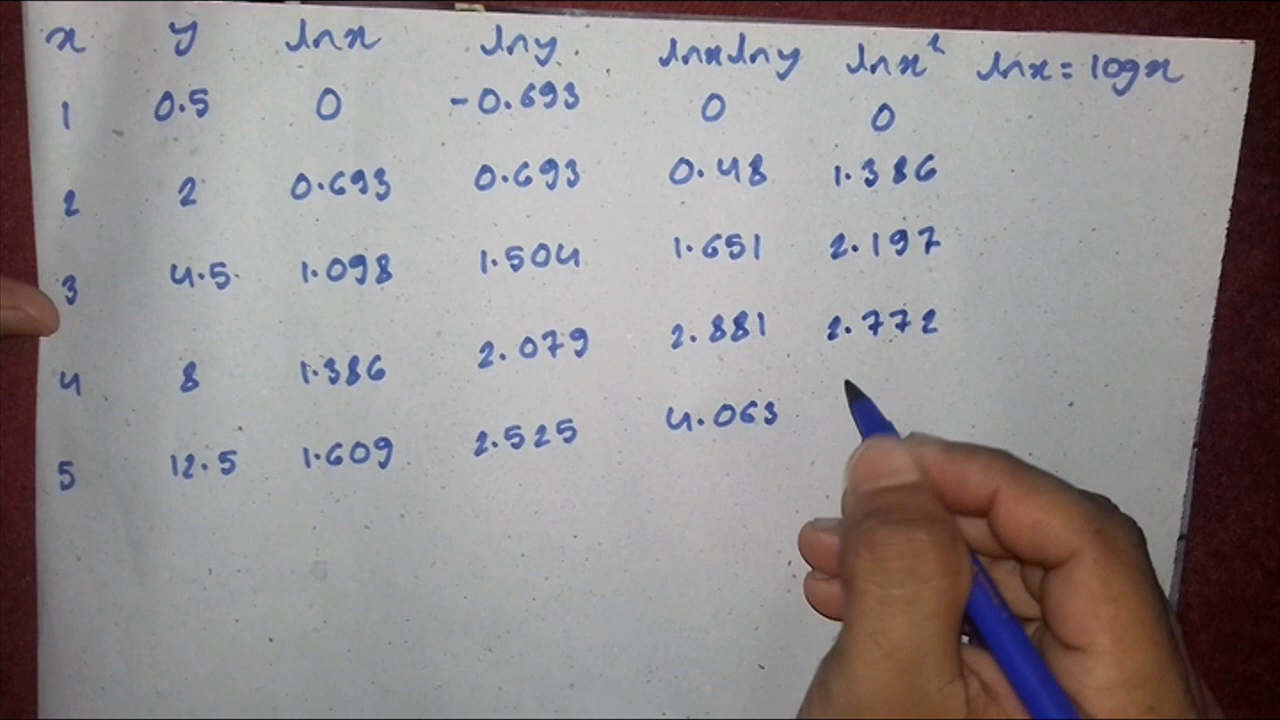 x y lnx lny lnxlny lnx² lnx = logx
1 0.5 0 -0.693 0 0
2 2 0.693 0.693 0.48 1.386
3 4.5 1.098 1.504 1.651 2.197
4 8 1.386 2.079 2.881 2.772
5 12.5 1.609 2.525 4.063